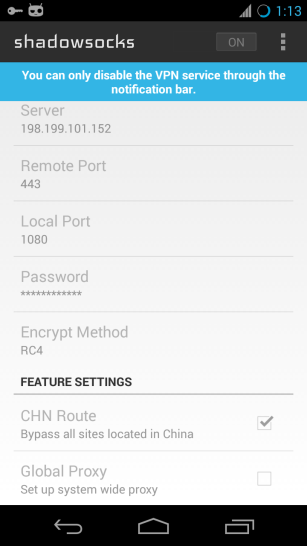 1:13
shadowsocks
ON
You can only disable the VPN service through the
notification bar.
Server
198.199.101.152
Remote Port
443
Local Port
1080
Password
************
Encrypt Method
RC4
FEATURE SETTINGS
CHN Route
Bypass all sites located in China
Global Proxy
Set up system wide proxy